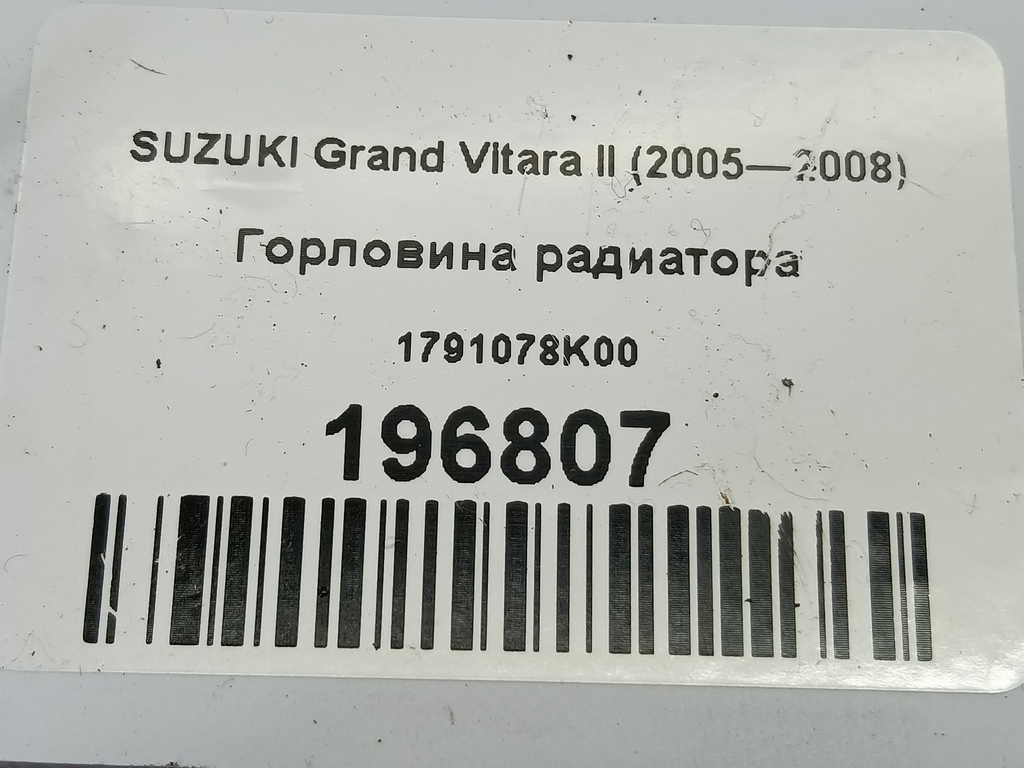 SUZUKI Grand Vitara II (2005—2008)
Горловина радиатора
1791078K00
196807